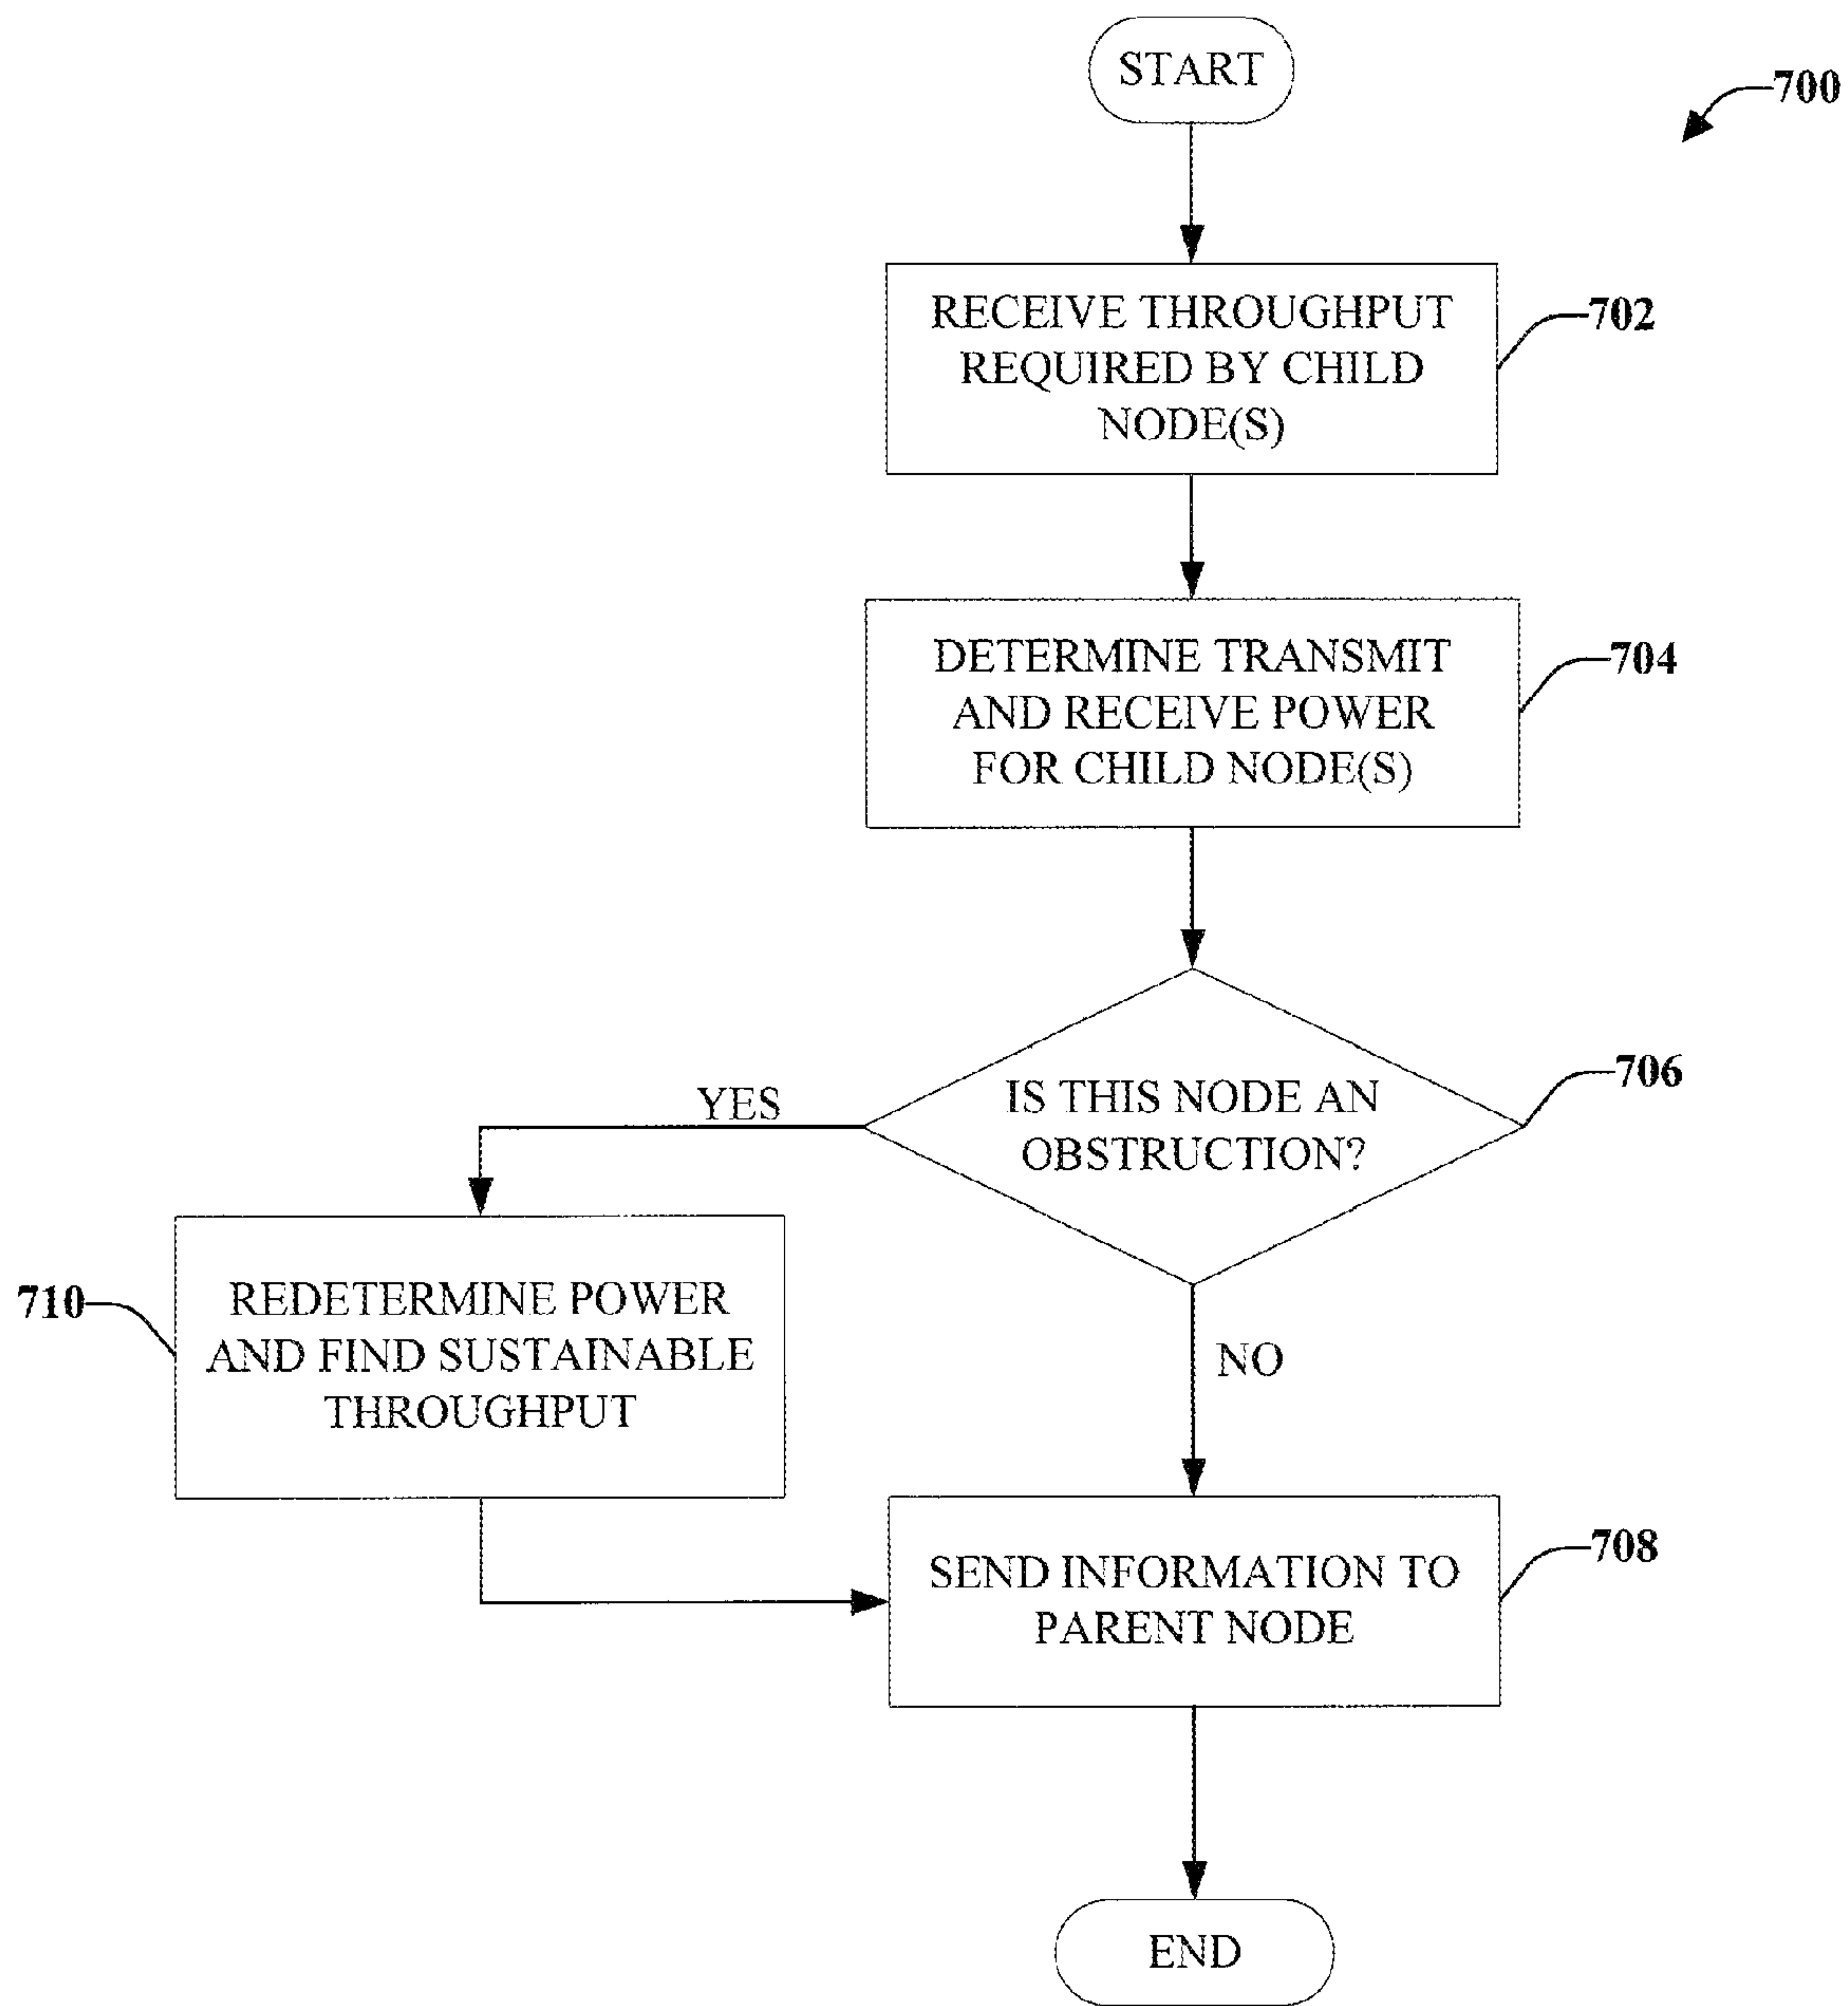 START
700
RECEIVE THROUGHPUT
REQUIRED BY CHILD
NODE(S)
702
DETERMINE TRANSMIT
AND RECEIVE POWER
FOR CHILD NODE(S)
704
IS THIS NODE AN
OBSTRUCTION?
706
YES
710
REDETERMINE POWER
AND FIND SUSTAINABLE
THROUGHPUT
NO
SEND INFORMATION TO
PARENT NODE
708
END